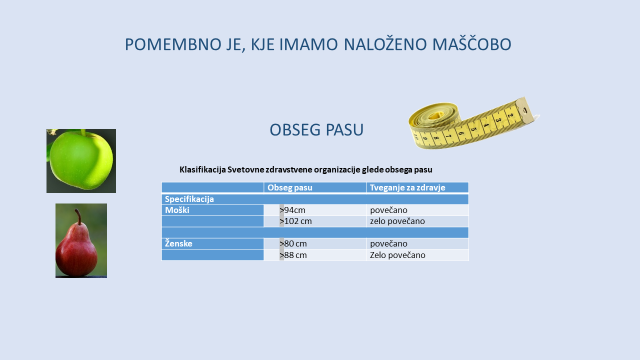 POMEMBNO JE, KJE IMAMO NALOŽENO MAŠČOBO
OBSEG PASU
Klasifikacija Svetovne zdravstvene organizacije glede obsega pasu
Obseg pasu Tveganje za zdravje
Specifikacija
Moški >94cm povečano
>102 cm zelo povečano
Ženske >80 cm povečano
>88 cm Zelo povečano